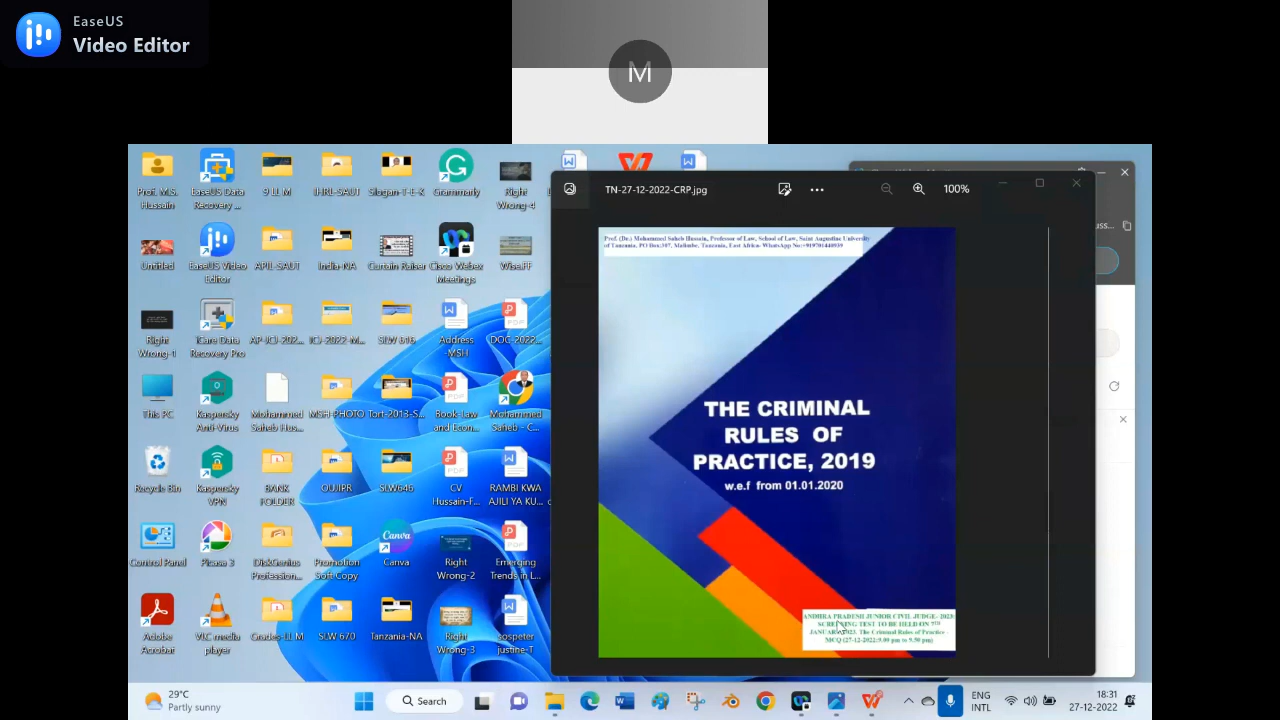 EaseUS
Video Editor
M
TN-27-12-2022-CRP.jpg
100%
Prof. (Dr.) Mohammed Saheb Hussain, Professor of Law, School of Law, Saint Augustine University
of Tanzania, PO Box:307, Malimbe, Tanzania, East Africa- WhatsApp No:+919701440939
THE CRIMINAL
RULES OF
PRACTICE, 2019
w.e.f from 01.01.2020
ANDHRA PRADESH JUNIOR CIVIL JUDGE- 2023:
SCREENING TEST TO BE HELD ON 7TH
JANUARY 2023. The Criminal Rules of Practice -
MCQ (27-12-2022:9.00 pm to 9.50 pm)
Prof. M.S. Hussain
EaseUS Data Recovery ...
9 LL M
IHRL-SAUT
Slogan-T-E-K
Grammarly
Right Wrong-4
Untitled
EaseUS Video Editor
APIL-SAUT
India-NA
Curtain Raiser
Cisco Webex Meetings
Wise.FF
Right Wrong-1
iCare Data Recovery Pro
AP-JCJ-202...
ICJ-2022-M...
SLW 616
Address -MSH
DOC-2022...
This PC
Kaspersky Anti-Virus
Mohammed Saheb Hus...
MSH-PHOTO
Tort-2013-S...
Book-Law and Econ...
Mohammed Saheb - C...
Recycle Bin
Kaspersky VPN
BANK FOLDER
OUJIPR
SLW646
CV Hussain-F...
RAMBI KWA AJILI YA KU...
Control Panel
Picasa 3
DiskGenius Profession...
Promotion Soft Copy
Canva
Right Wrong-2
Emerging Trends in L...
Adobe Acrobat
VLC media player
Grades-LL M
SLW 670
Tanzania-NA
Right Wrong-3
sospeter justine-T
29°C
Partly sunny
Search
ENG
INTL
18:31
27-12-2022